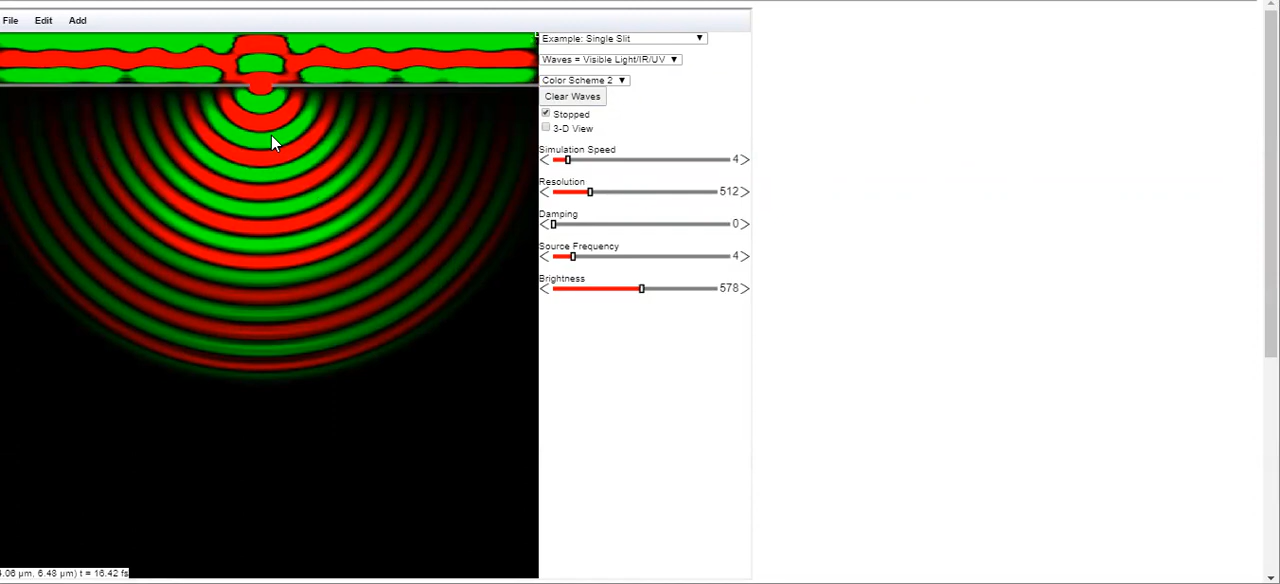 File Edit Add
Example: Single Slit
Waves = Visible Light/IR/UV
Color Scheme 2
Clear Waves
Stopped
3-D View
Simulation Speed
4
Resolution
512
Damping
0
Source Frequency
4
Brightness
578
4.06 µm, 6.48 µm) t = 16.42 fs